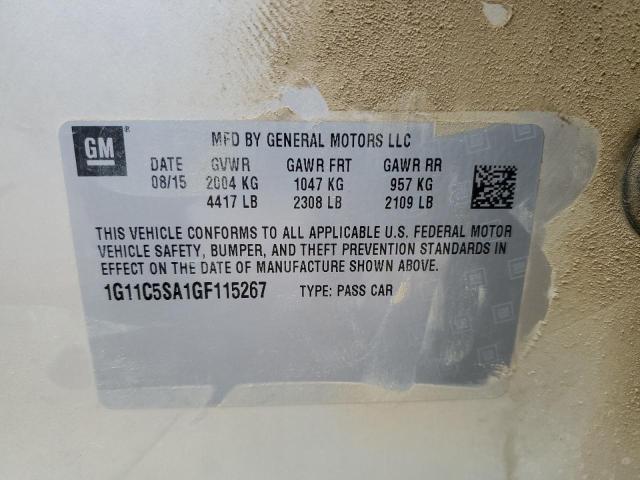 GM
MFD BY GENERAL MOTORS LLC
DATE GVWR GAWR FRT GAWR RR
08/15 2004 KG 1047 KG 957 KG
4417 LB 2308 LB 2109 LB
THIS VEHICLE CONFORMS TO ALL APPLICABLE U.S. FEDERAL MOTOR
VEHICLE SAFETY, BUMPER, AND THEFT PREVENTION STANDARDS IN
EFFECT ON THE DATE OF MANUFACTURE SHOWN ABOVE.
1G11C5SA1GF115267 TYPE: PASS CAR